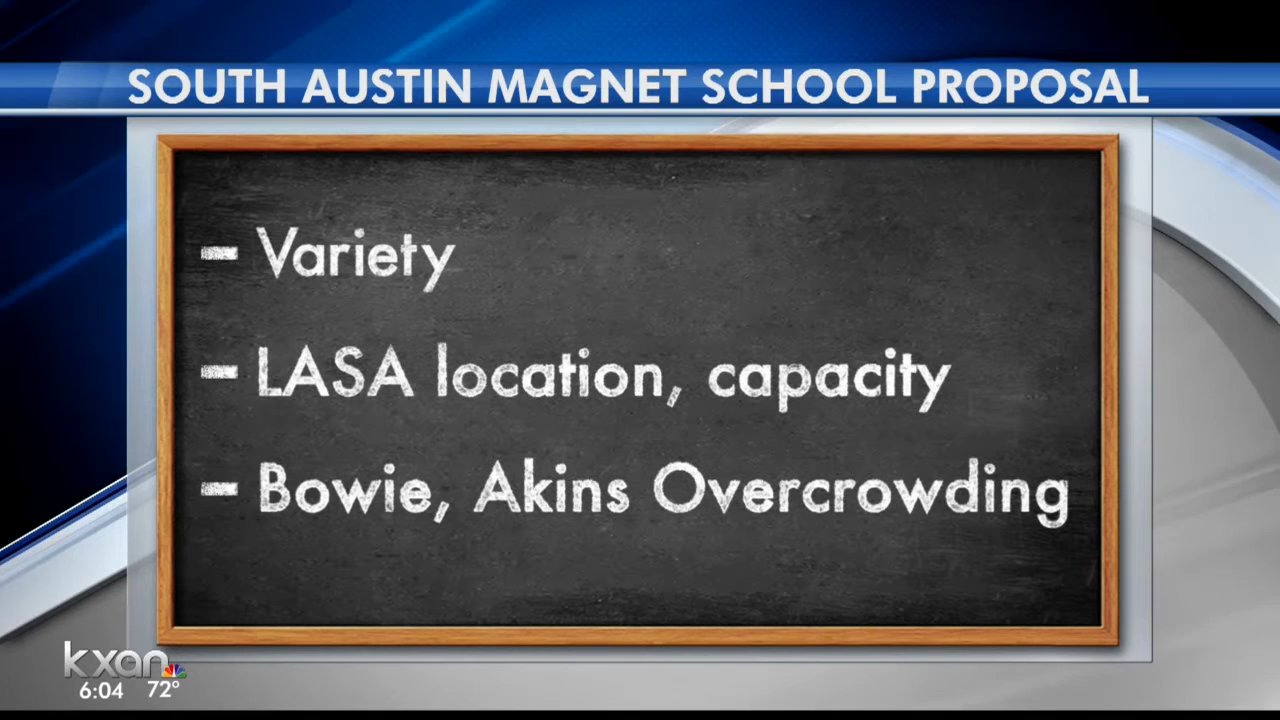 SOUTH AUSTIN MAGNET SCHOOL PROPOSAL
- Variety
- LASA location, capacity
- Bowie, Akins Overcrowding
kxan
6:04 72°